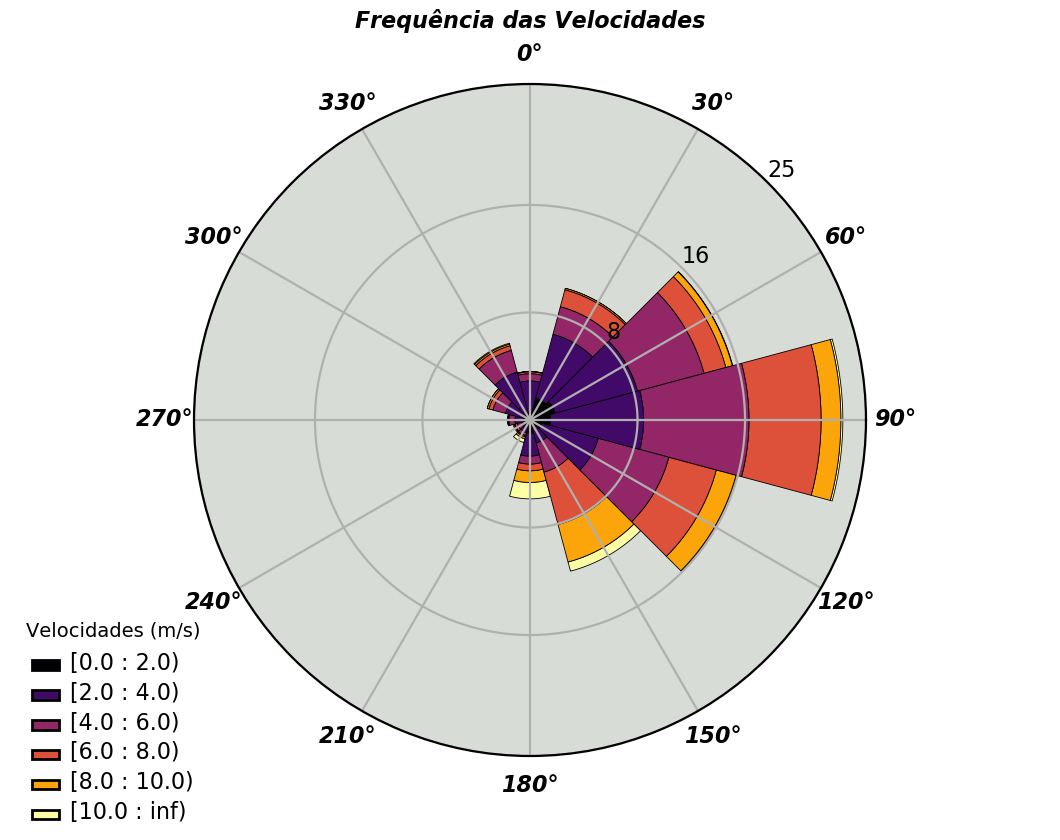 Frequência das Velocidades
0°
330°
30°
25
300°
60°
16
8
270°
90°
240°
120°
210°
150°
180°
Velocidades (m/s)
[0.0 : 2.0)
[2.0 : 4.0)
[4.0 : 6.0)
[6.0 : 8.0)
[8.0 : 10.0)
[10.0 : inf)